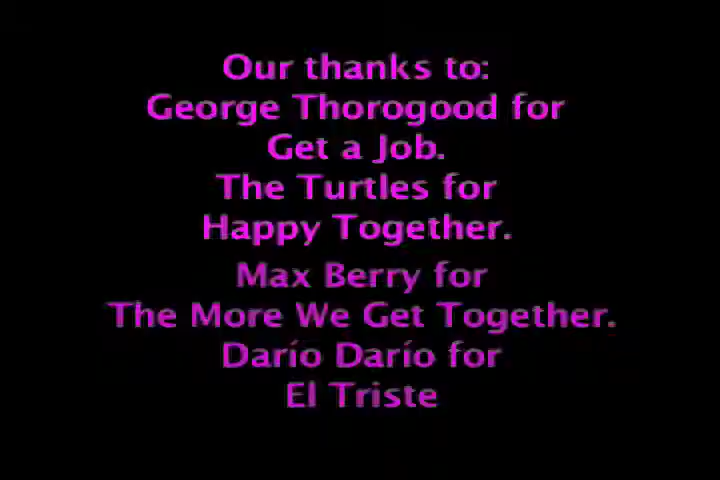 Our thanks to:
George Thorogood for
Get a Job.
The Turtles for
Happy Together.
Max Berry for
The More We Get Together.
Darío Darío for
El Triste